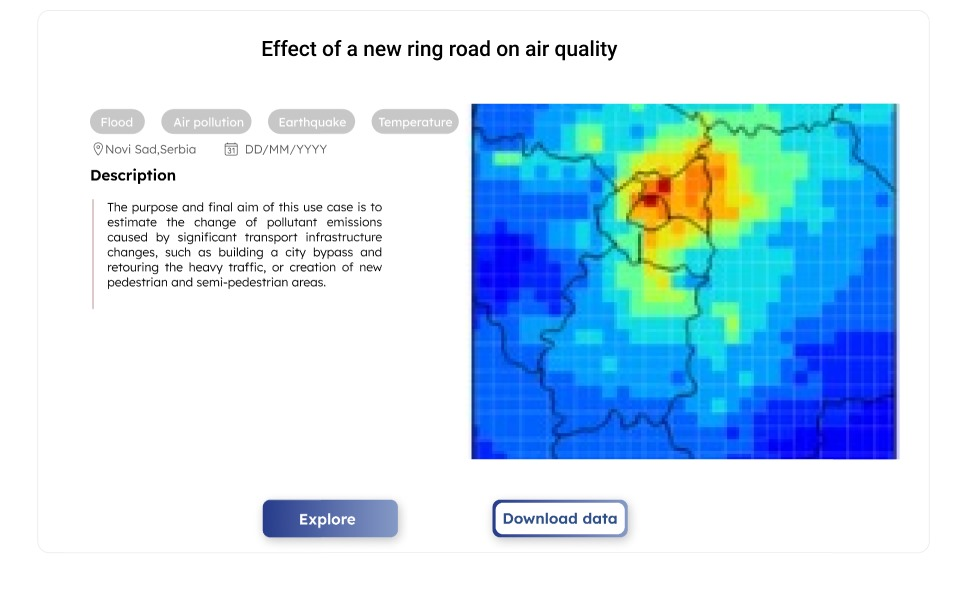 Effect of a new ring road on air quality
Flood Air pollution Earthquake Temperature
Novi Sad,Serbia 31 DD/MM/YYYY
Description
The purpose and final aim of this use case is to
estimate the change of pollutant emissions
caused by significant transport infrastructure
changes, such as building a city bypass and
retouring the heavy traffic, or creation of new
pedestrian and semi-pedestrian areas.
Explore Download data